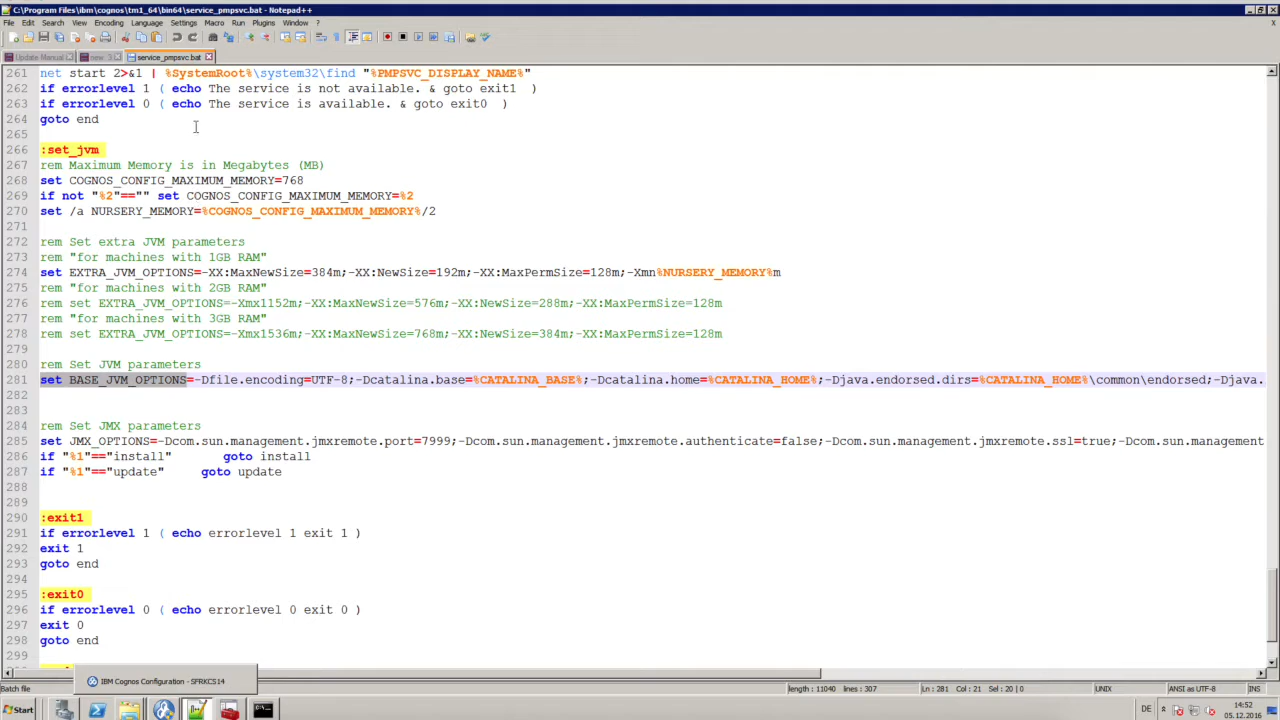 C:\Program Files\ibm\cognos\tm1_64\bin64\service_pmpsvc.bat - Notepad++
File Edit Search View Encoding Language Settings Macro Run Plugins Window ?
Update Manual new 3 service_pmpsvc.bat
261 net start 2>&1 | %SystemRoot%\system32\find "%PMPSVC_DISPLAY_NAME%"
262 if errorlevel 1 ( echo The service is not available. & goto exit1 )
263 if errorlevel 0 ( echo The service is available. & goto exit0 )
264 goto end
265
266 :set_jvm
267 rem Maximum Memory is in Megabytes (MB)
268 set COGNOS_CONFIG_MAXIMUM_MEMORY=768
269 if not "%2"=="" set COGNOS_CONFIG_MAXIMUM_MEMORY=%2
270 set /a NURSERY_MEMORY=%COGNOS_CONFIG_MAXIMUM_MEMORY%/2
271
272 rem Set extra JVM parameters
273 rem "for machines with 1GB RAM"
274 set EXTRA_JVM_OPTIONS=-XX:MaxNewSize=384m;-XX:NewSize=192m;-XX:MaxPermSize=128m;-Xmn%NURSERY_MEMORY%m
275 rem "for machines with 2GB RAM"
276 rem set EXTRA_JVM_OPTIONS=-Xmx1152m;-XX:MaxNewSize=576m;-XX:NewSize=288m;-XX:MaxPermSize=128m
277 rem "for machines with 3GB RAM"
278 rem set EXTRA_JVM_OPTIONS=-Xmx1536m;-XX:MaxNewSize=768m;-XX:NewSize=384m;-XX:MaxPermSize=128m
279
280 rem Set JVM parameters
281 set BASE_JVM_OPTIONS=-Dfile.encoding=UTF-8;-Dcatalina.base=%CATALINA_BASE%;-Dcatalina.home=%CATALINA_HOME%;-Djava.endorsed.dirs=%CATALINA_HOME%\common\endorsed;-Djava.
282
283
284 rem Set JMX parameters
285 set JMX_OPTIONS=-Dcom.sun.management.jmxremote.port=7999;-Dcom.sun.management.jmxremote.authenticate=false;-Dcom.sun.management.jmxremote.ssl=true;-Dcom.sun.management
286 if "%1"=="install" goto install
287 if "%1"=="update" goto update
288
289
290 :exit1
291 if errorlevel 1 ( echo errorlevel 1 exit 1 )
292 exit 1
293 goto end
294
295 :exit0
296 if errorlevel 0 ( echo errorlevel 0 exit 0 )
297 exit 0
298 goto end
299
IBM Cognos Configuration - SFRKCS14
Batch file length : 11040 lines : 307 Ln : 281 Col : 21 Sel : 20 | 0 UNIX ANSI as UTF-8 INS
Start DE 14:52
05.12.2016